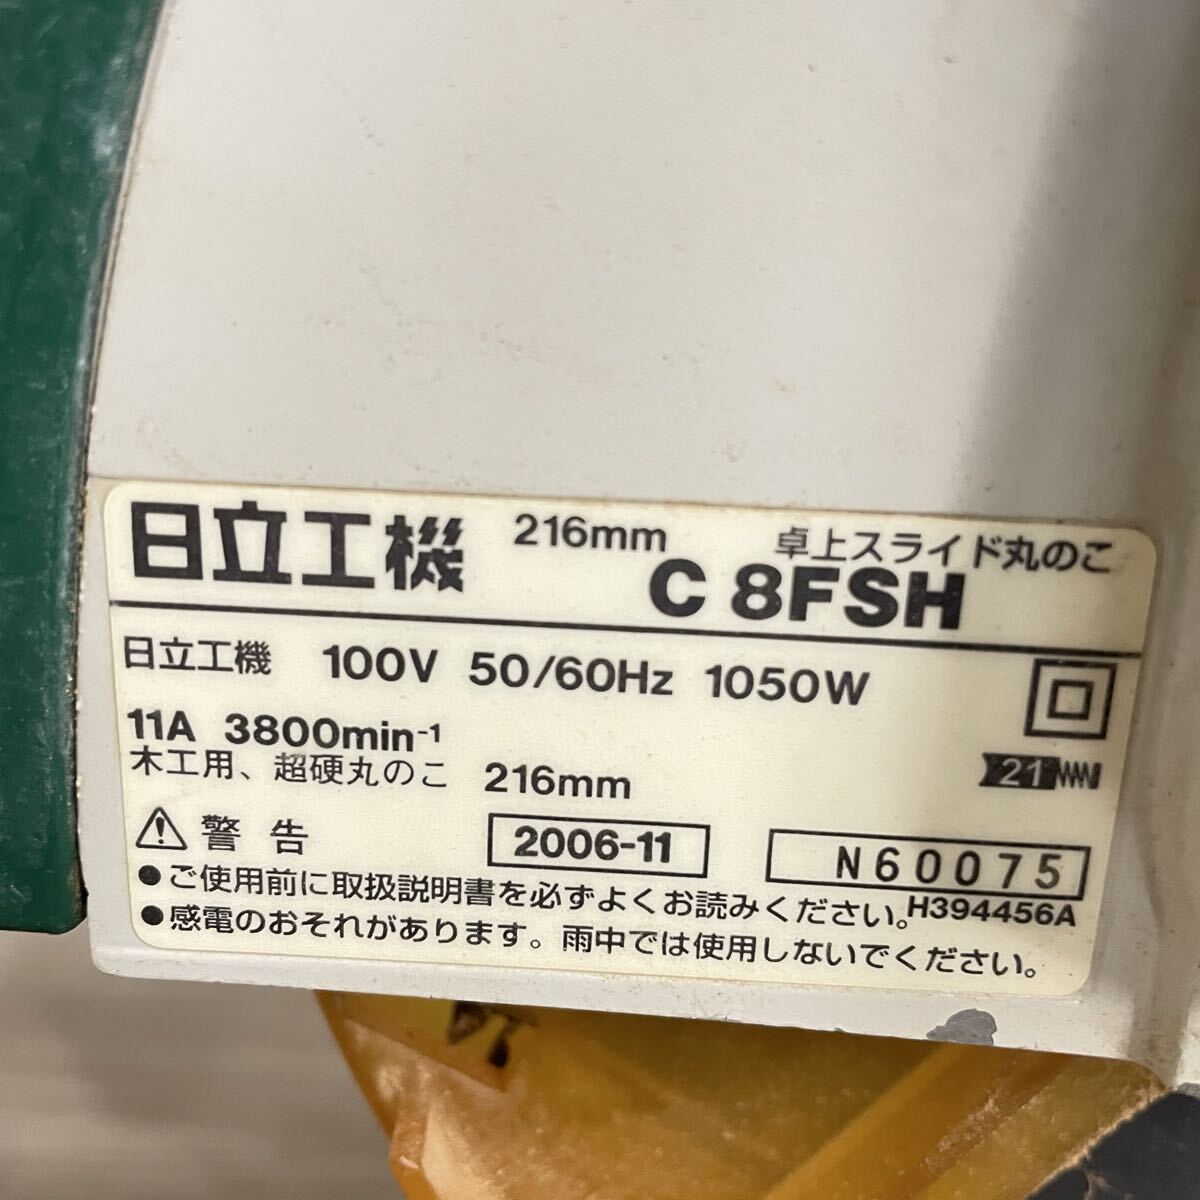 日立工機 216mm 卓上スライド丸のこ
C 8FSH
日立工機 100V 50/60Hz 1050W
11A 3800min-1
木工用、超硬丸のこ 216mm
21
警告 2006-11 N60075
●ご使用前に取扱説明書を必ずよくお読みください。H394456A
●感電のおそれがあります。雨中では使用しないでください。